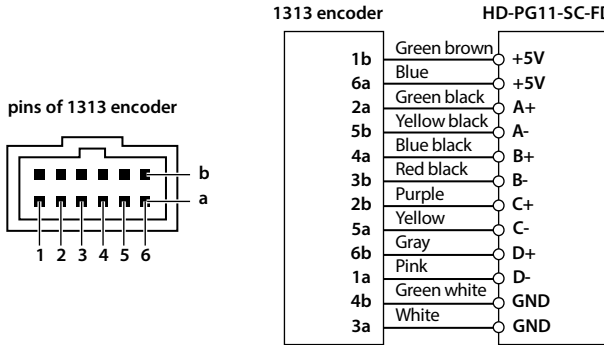 1313 encoder
HD-PG11-SC-FD
pins of 1313 encoder
b
a
1 2 3 4 5 6
1b Green brown +5V
6a Blue +5V
2a Green black A+
5b Yellow black A-
4a Blue black B+
3b Red black B-
2b Purple C+
5a Yellow C-
6b Gray D+
1a Pink D-
4b Green white GND
3a White GND